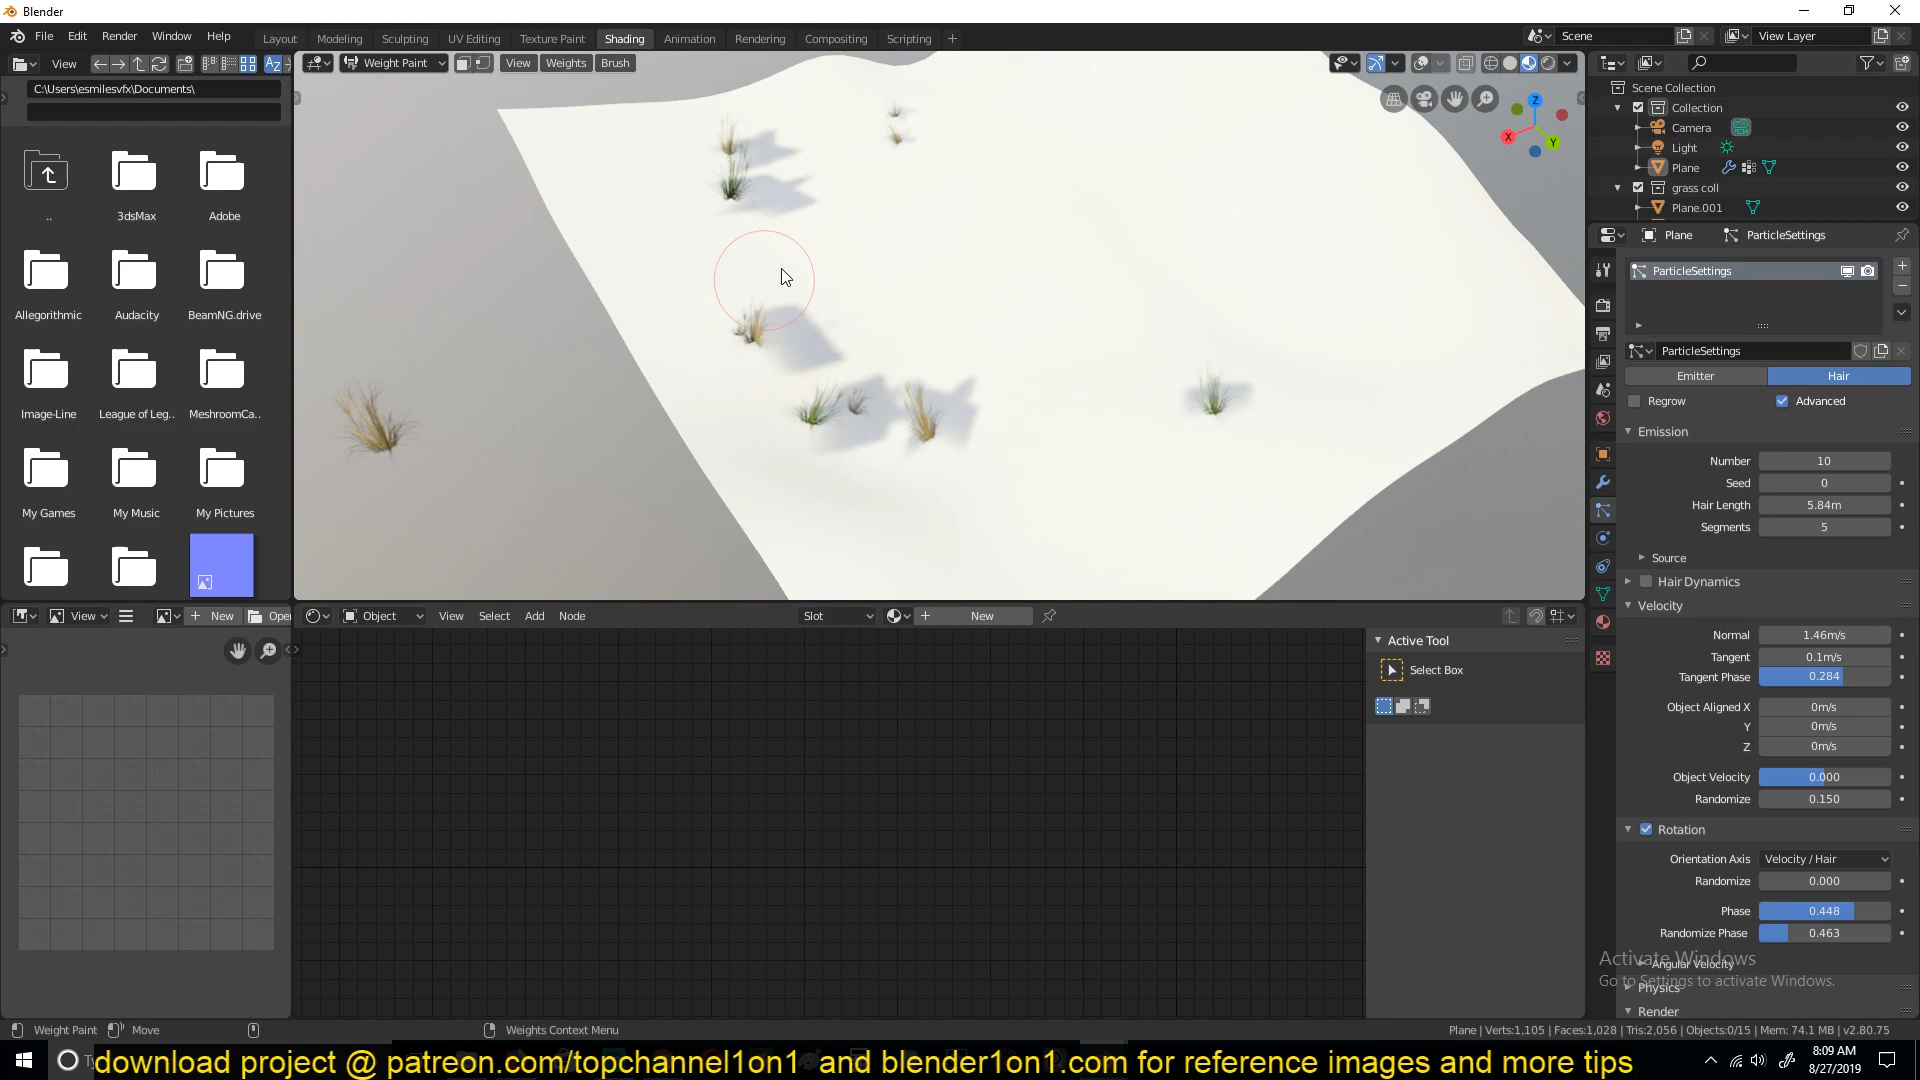 Blender
File Edit Render Window Help
Layout Modeling Sculpting UV Editing Texture Paint Shading Animation Rendering Compositing Scripting
Scene
View Layer
View
Weight Paint
View Weights Brush
C:\Users\esmilesvfx\Documents\
..
3dsMax
Adobe
Allegorithmic
Audacity
BeamNG.drive
Image-Line
League of Leg..
MeshroomCa..
My Games
My Music
My Pictures
Z
X
Y
Scene Collection
Collection
Camera
Light
Plane
grass coll
Plane.001
Plane
ParticleSettings
ParticleSettings
ParticleSettings
Emitter
Hair
Regrow
Advanced
Emission
Number 10
Seed 0
Hair Length 5.84m
Segments 5
Source
Hair Dynamics
Velocity
Normal 1.46m/s
Tangent 0.1m/s
Tangent Phase 0.284
Object Aligned X 0m/s
Y 0m/s
Z 0m/s
Object Velocity 0.000
Randomize 0.150
Rotation
Orientation Axis Velocity / Hair
Randomize 0.000
Phase 0.448
Randomize Phase 0.463
Angular Velocity
Physics
Render
Activate Windows
Go to Settings to activate Windows.
View
New
Open
Object
View Select Add Node
Slot
New
Active Tool
Select Box
Weight Paint
Move
Weights Context Menu
Plane | Verts:1,105 | Faces:1,028 | Tris:2,056 | Objects:0/15 | Mem: 74.1 MB | v2.80.75
download project @ patreon.com/topchannel1on1 and blender1on1.com for reference images and more tips
8:09 AM
8/27/2019